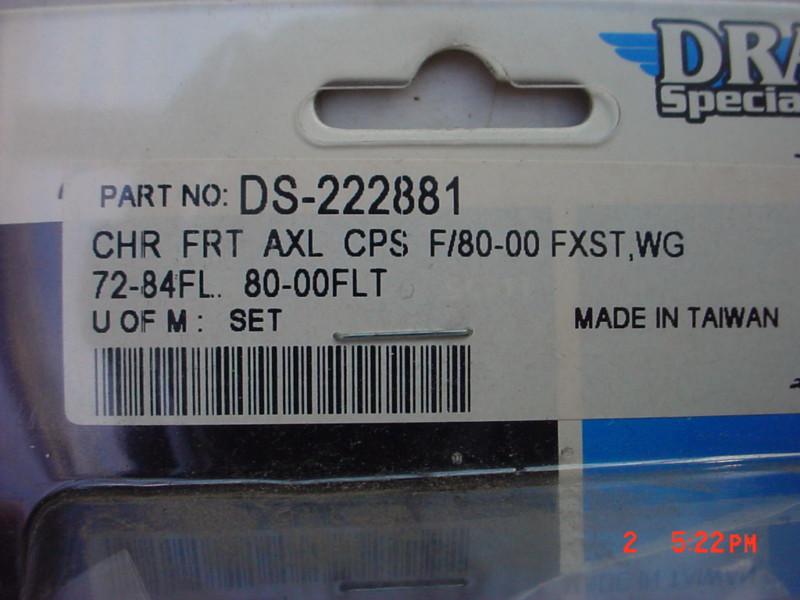 DRA
Specia
PART NO: DS-222881
CHR FRT AXL CPS F/80-00 FXST,WG
72-84FL. 80-00FLT
U OF M : SET
MADE IN TAIWAN
2 5:22PM